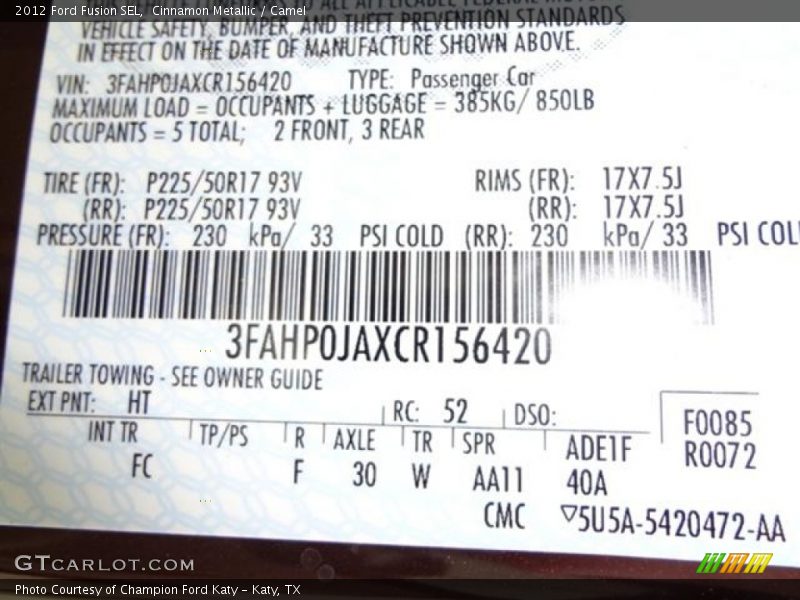 2012 Ford Fusion SEL, Cinnamon Metallic / Camel
ALL APPLICABLE FEDERAL
VEHICLE SAFETY, BUMPER, AND THEFT PREVENTION STANDARDS
IN EFFECT ON THE DATE OF MANUFACTURE SHOWN ABOVE.
VIN: 3FAHP0JAXCR156420 TYPE: Passenger Car
MAXIMUM LOAD = OCCUPANTS + LUGGAGE = 385KG/ 850LB
OCCUPANTS = 5 TOTAL; 2 FRONT, 3 REAR
TIRE (FR): P225/50R17 93V RIMS (FR): 17X7.5J
(RR): P225/50R17 93V (RR): 17X7.5J
PRESSURE (FR): 230 kPa/ 33 PSI COLD (RR): 230 kPa/ 33 PSI COL
3FAHP0JAXCR156420
TRAILER TOWING - SEE OWNER GUIDE
EXT PNT: HT RC: 52 DSO: F0085
INT TR TP/PS R AXLE TR SPR ADE1F R0072
FC F 30 W AA11 40A
CMC ▽5U5A-5420472-AA
GTCARLOT.COM
Photo Courtesy of Champion Ford Katy – Katy, TX